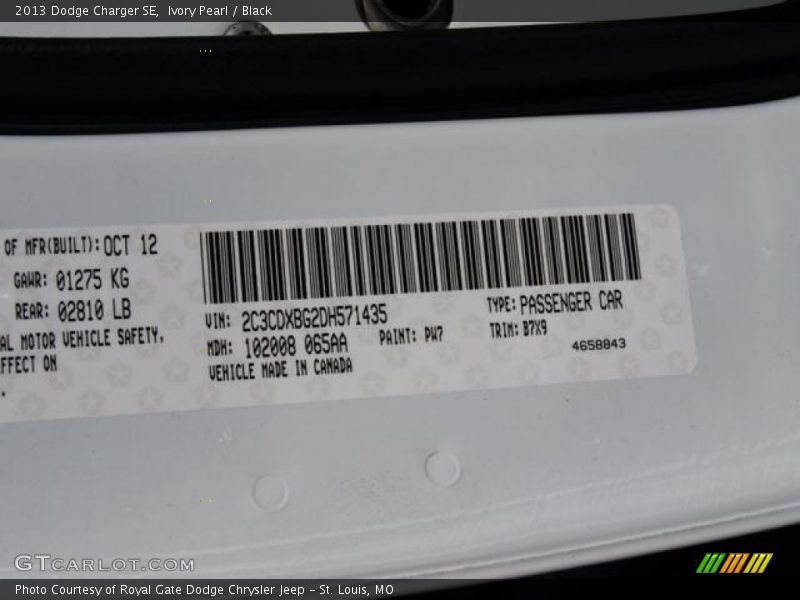 2013 Dodge Charger SE, Ivory Pearl / Black
OF MFR(BUILT): OCT 12
GAWR: 01275 KG
REAR: 02810 LB
AL MOTOR VEHICLE SAFETY,
FFECT ON
VIN: 2C3CDXBG2DH571435
TYPE: PASSENGER CAR
MDH: 102008 065AA
PAINT: PW7
TRIM: B7X9
VEHICLE MADE IN CANADA
4658843
GTCARLOT.COM
Photo Courtesy of Royal Gate Dodge Chrysler Jeep - St. Louis, MO